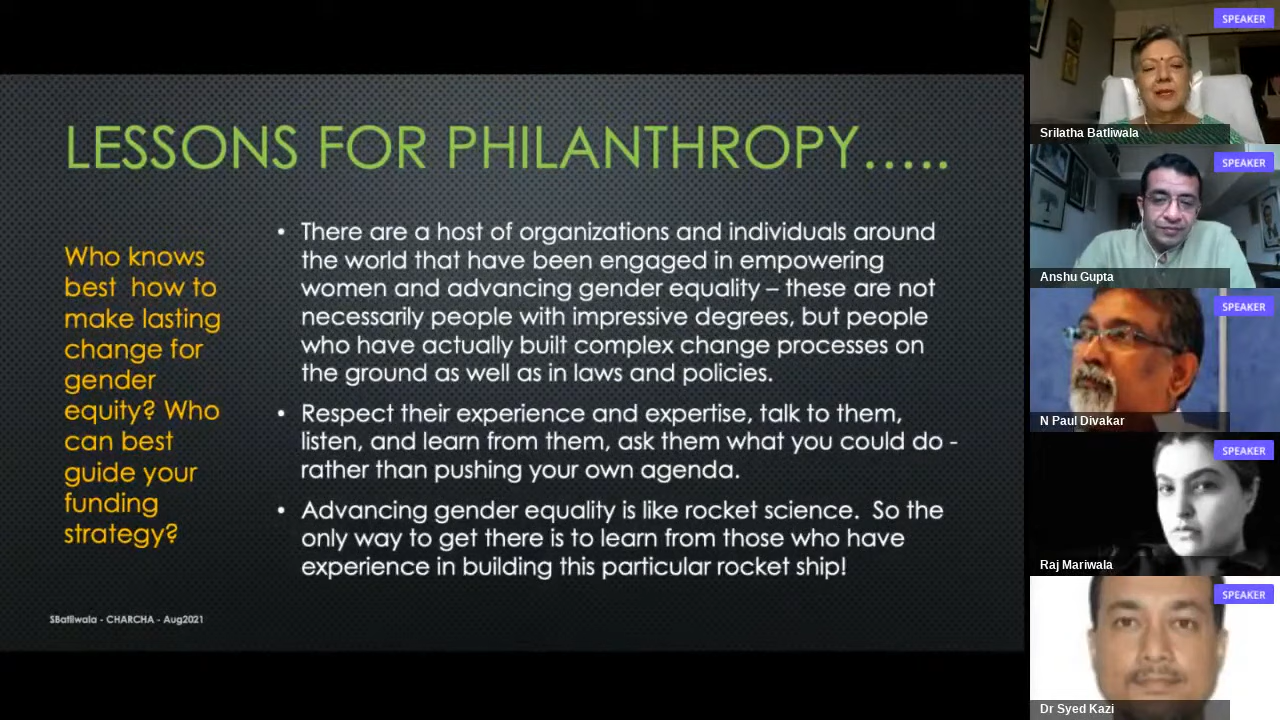 LESSONS FOR PHILANTHROPY.....
Who knows
best  how to
make lasting
change for
gender
equity? Who
can best
guide your
funding
strategy?
• There are a host of organizations and individuals around
the world that have been engaged in empowering
women and advancing gender equality – these are not
necessarily people with impressive degrees, but people
who have actually built complex change processes on
the ground as well as in laws and policies.
• Respect their experience and expertise, talk to them,
listen, and learn from them, ask them what you could do -
rather than pushing your own agenda.
• Advancing gender equality is like rocket science.  So the
only way to get there is to learn from those who have
experience in building this particular rocket ship!
SBatliwala - CHARCHA - Aug2021
SPEAKER
Srilatha Batliwala
SPEAKER
Anshu Gupta
SPEAKER
N Paul Divakar
SPEAKER
Raj Mariwala
SPEAKER
Dr Syed Kazi